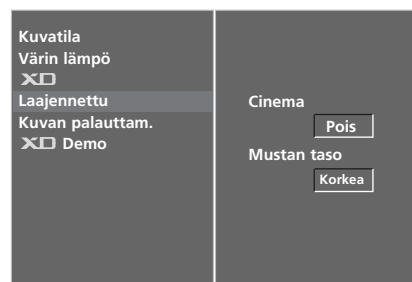 Kuvatila
Värin lämpö
XD
Laajennettu
Kuvan palauttam.
XD Demo
Cinema
Pois
Mustan taso
Korkea